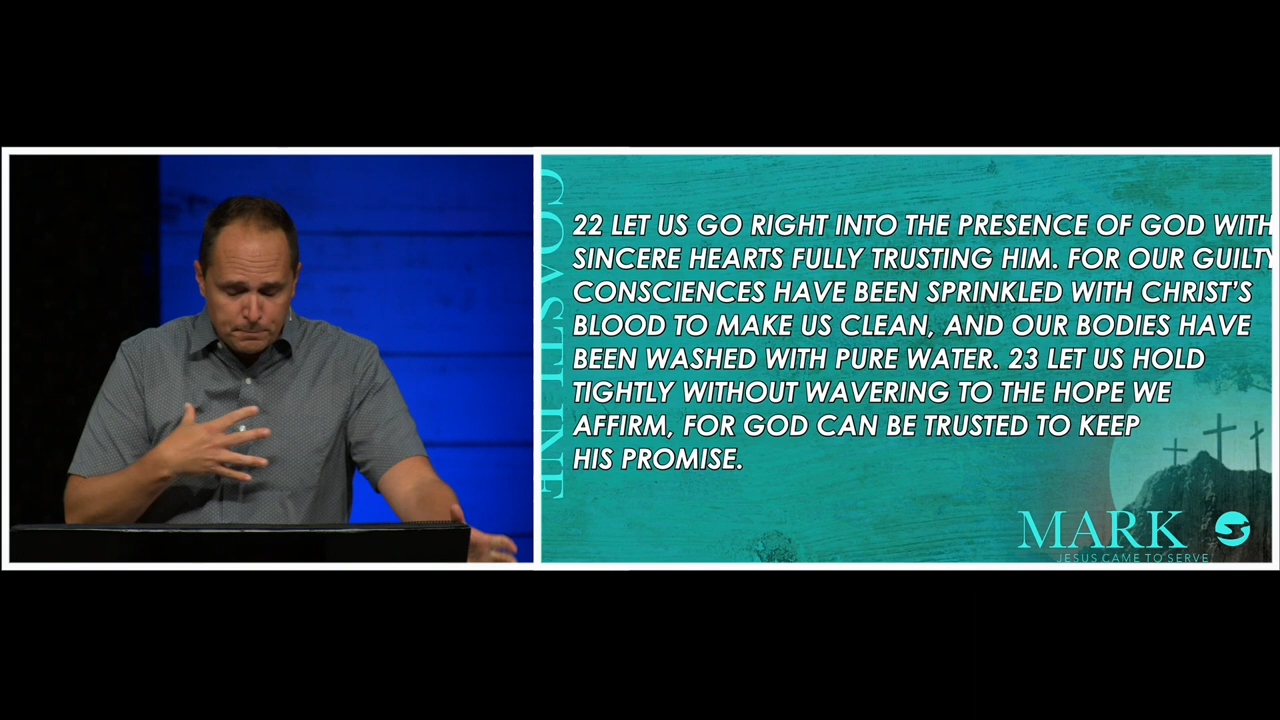 COASTLINE
22 LET US GO RIGHT INTO THE PRESENCE OF GOD WITH
SINCERE HEARTS FULLY TRUSTING HIM. FOR OUR GUILTY
CONSCIENCES HAVE BEEN SPRINKLED WITH CHRIST'S
BLOOD TO MAKE US CLEAN, AND OUR BODIES HAVE
BEEN WASHED WITH PURE WATER. 23 LET US HOLD
TIGHTLY WITHOUT WAVERING TO THE HOPE WE
AFFIRM, FOR GOD CAN BE TRUSTED TO KEEP
HIS PROMISE.
MARK
JESUS CAME TO SERVE